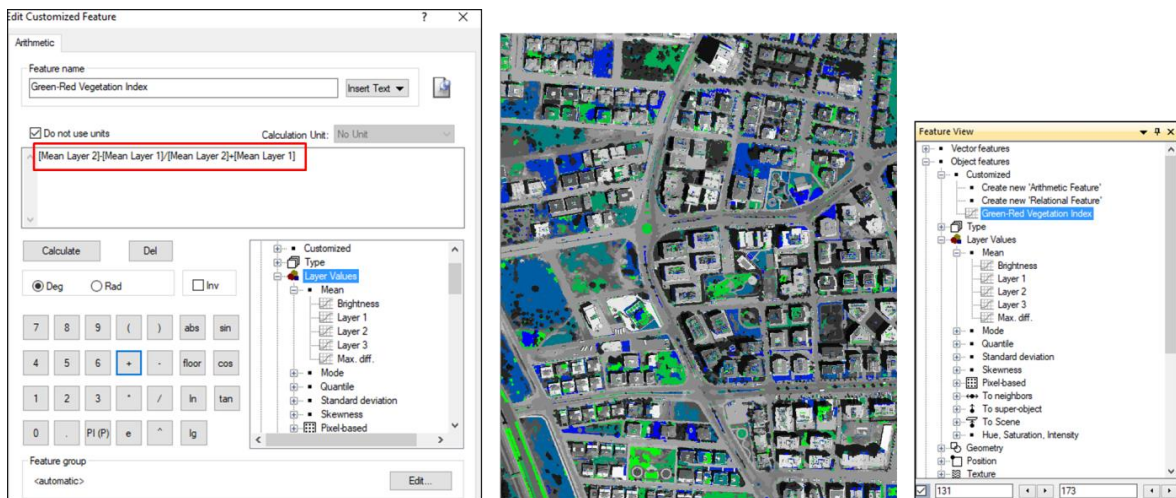 Edit Customized Feature ? X
Arithmetic
Feature name
Green-Red Vegetation Index
Insert Text
Do not use units
Calculation Unit: No Unit
[Mean Layer 2]-[Mean Layer 1]/[Mean Layer 2]+[Mean Layer 1]
Calculate Del
Deg Rad Inv
7 8 9 ( ) abs sin
4 5 6 + - floor cos
1 2 3 * / ln tan
0 . PI (P) e ^ lg
Customized
Type
Layer Values
Mean
Brightness
Layer 1
Layer 2
Layer 3
Max. diff.
Mode
Quantile
Standard deviation
Skewness
Pixel-based
Feature group
<automatic>
Edit...
Feature View
Vector features
Object features
Customized
Create new 'Arithmetic Feature'
Create new 'Relational Feature'
Green-Red Vegetation Index
Type
Layer Values
Mean
Brightness
Layer 1
Layer 2
Layer 3
Max. diff.
Mode
Quantile
Standard deviation
Skewness
Pixel-based
To neighbors
To super-object
To Scene
Hue, Saturation, Intensity
Geometry
Position
Texture
131 173